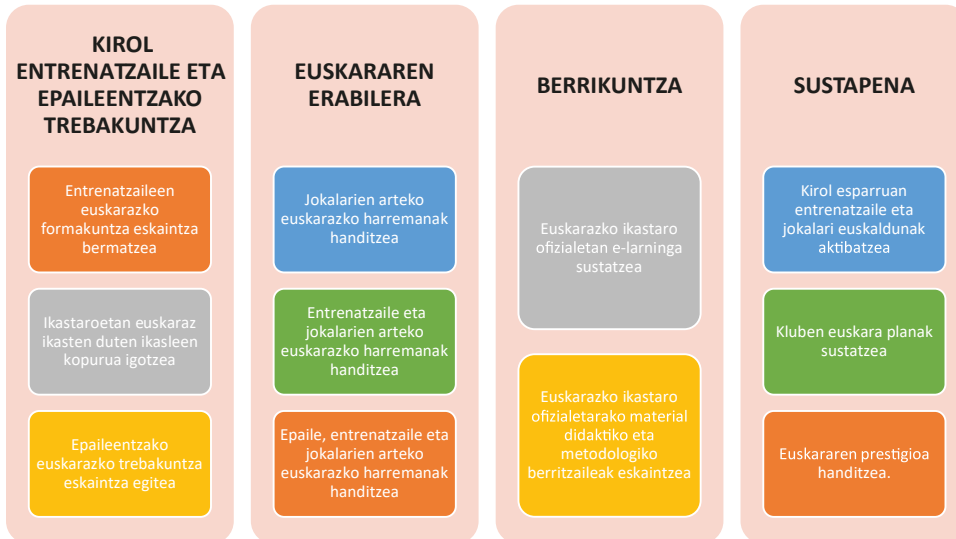 KIROL
ENTRENATZAILE ETA
EPAILEENTZAKO
TREBAKUNTZA
Entrenatzaileen
euskarazko
formakuntza eskaintza
bermatzea
Ikastaroetan euskaraz
ikasten duten ikasleen
kopurua igotzea
Epaileentzako
euskarazko trebakuntza
eskaintza egitea
EUSKARAREN
ERABILERA
Jokalarien arteko
euskarazko harremanak
handitzea
Entrenatzaile eta
jokalarien arteko
euskarazko harremanak
handitzea
Epaile, entrenatzaile eta
jokalarien arteko
euskarazko harremanak
handitzea
BERRIKUNTZA
Euskarazko ikastaro
ofizialetan e-larninga
sustatzea
Euskarazko ikastaro
ofizialetarako material
didaktiko eta
metodologiko
berritzaileak eskaintzea
SUSTAPENA
Kirol esparruan
entrenatzaile eta
jokalari euskaldunak
aktibatzea
Kluben euskara planak
sustatzea
Euskararen prestigioa
handitzea.